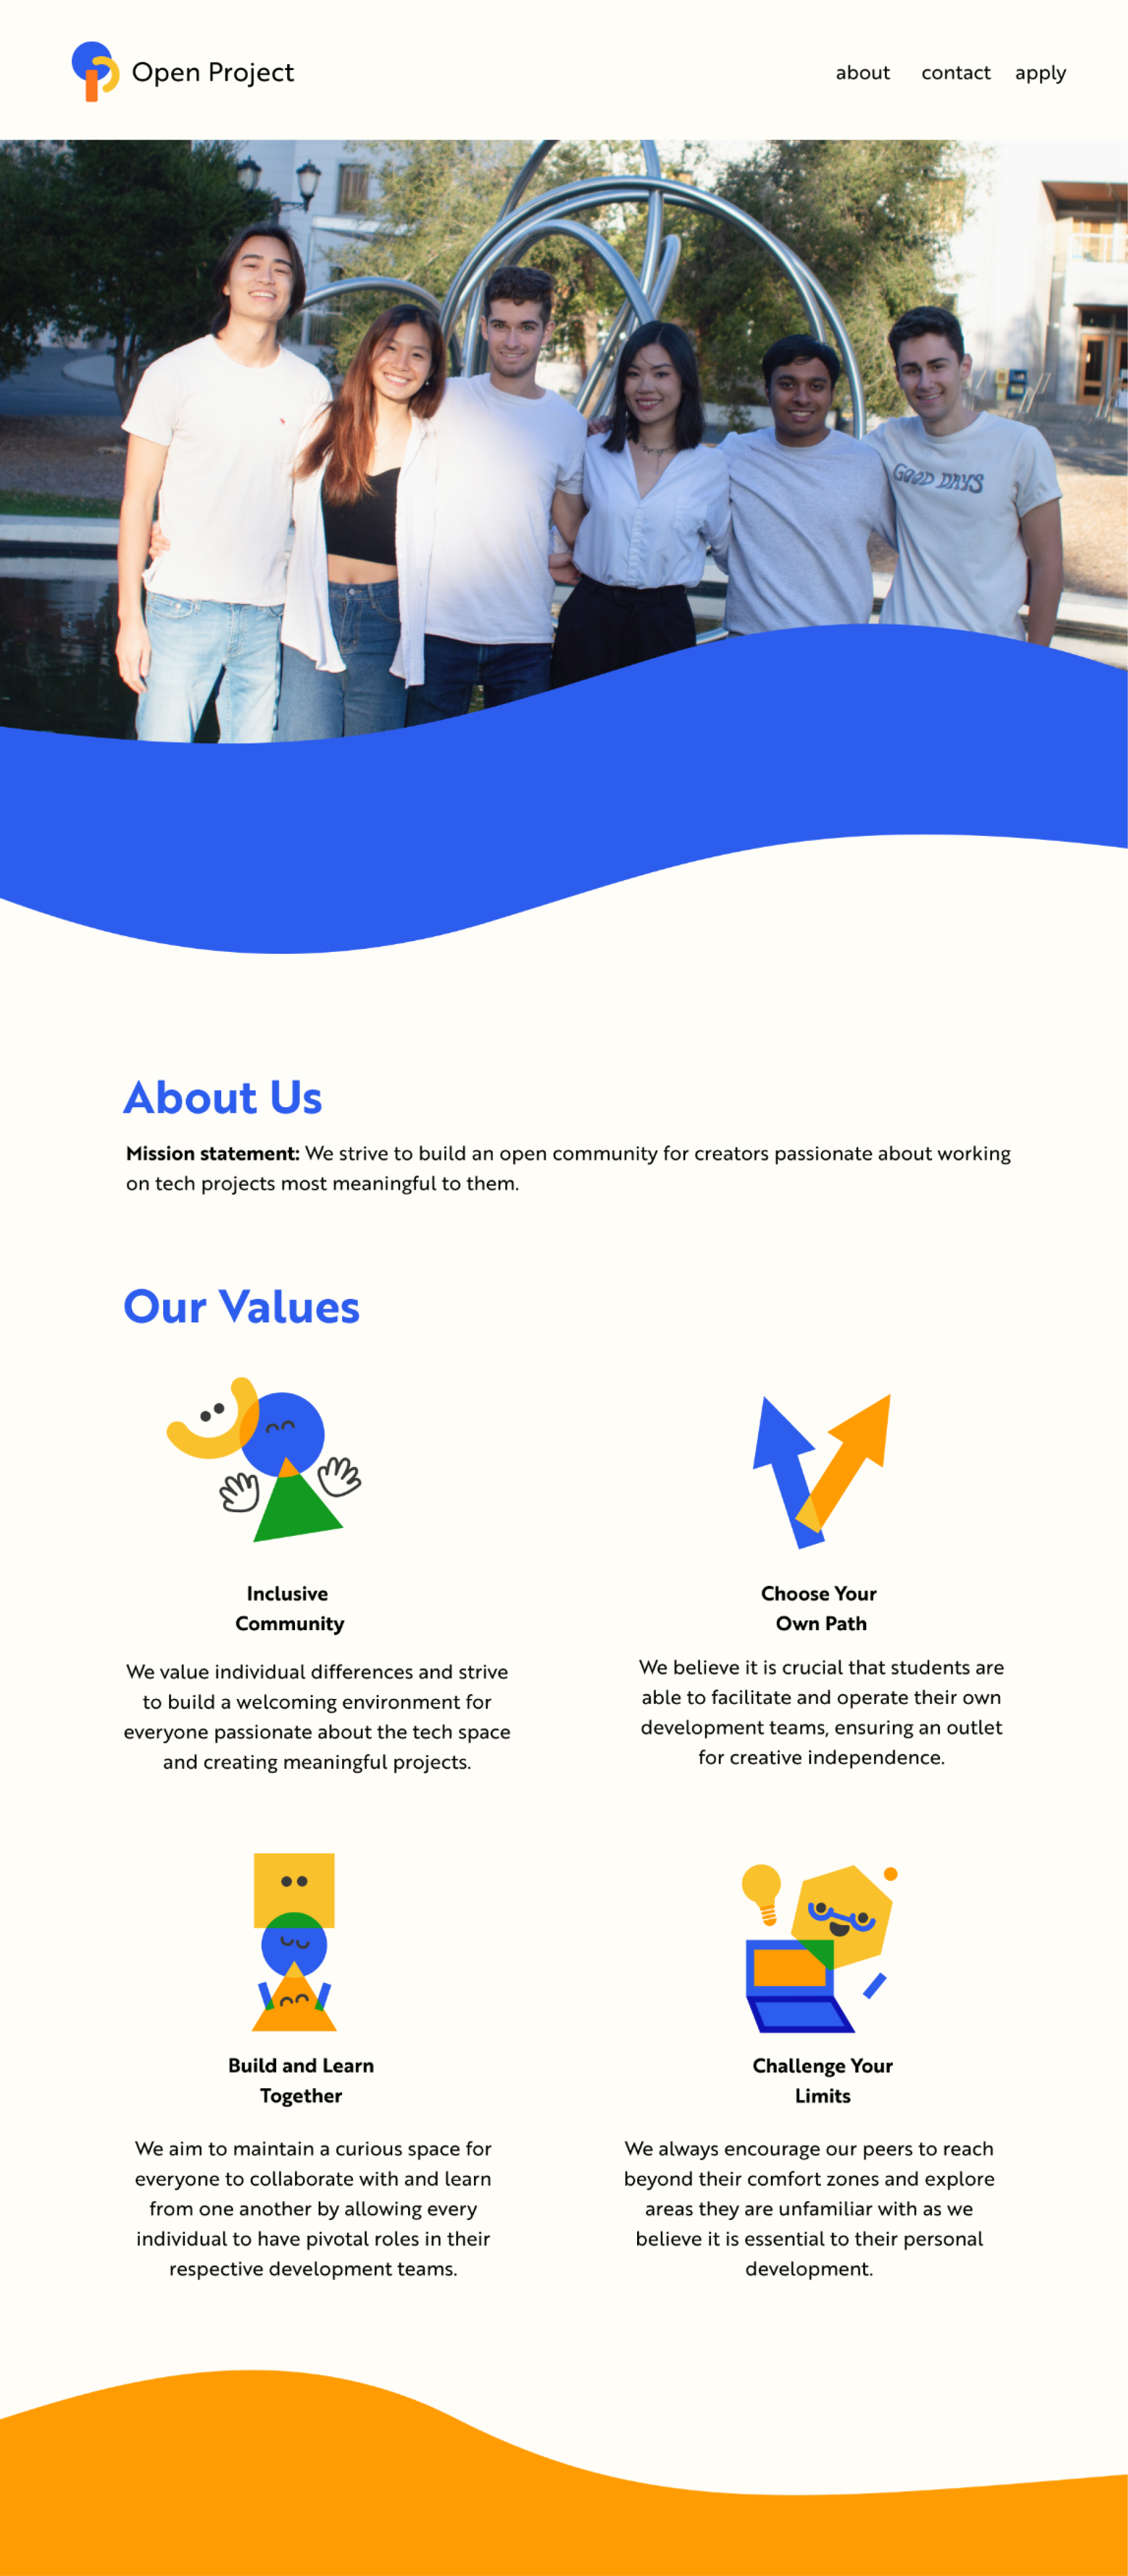 Open Project
about contact apply
GOOD DAYS
About Us
Mission statement: We strive to build an open community for creators passionate about working
on tech projects most meaningful to them.
Our Values
Inclusive
Community
We value individual differences and strive
to build a welcoming environment for
everyone passionate about the tech space
and creating meaningful projects.
Choose Your
Own Path
We believe it is crucial that students are
able to facilitate and operate their own
development teams, ensuring an outlet
for creative independence.
Build and Learn
Together
We aim to maintain a curious space for
everyone to collaborate with and learn
from one another by allowing every
individual to have pivotal roles in their
respective development teams.
Challenge Your
Limits
We always encourage our peers to reach
beyond their comfort zones and explore
areas they are unfamiliar with as we
believe it is essential to their personal
development.